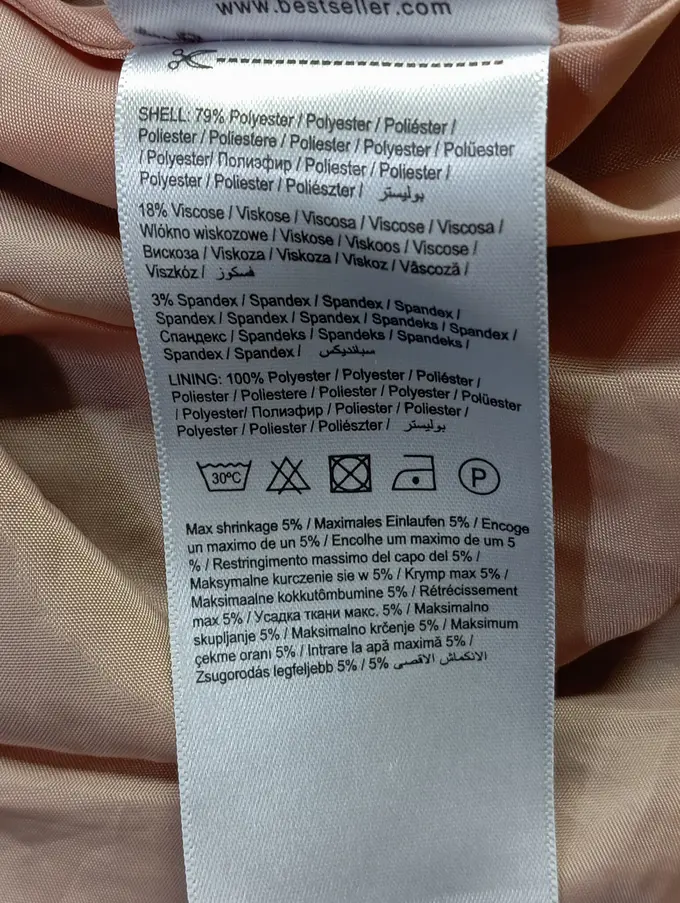 www.bestseller.com
SHELL: 79% Polyester / Polyester / Poliéster /
Poliester / Poliestere / Poliester / Polyester / Polüester
/ Polyester/ Полиэфир / Poliester / Poliester /
Polyester / Poliester / Poliészter / بوليستر
18% Viscose / Viskose / Viscosa / Viscose / Viscosa /
Wlókno wiskozowe / Viskose / Viskoos / Viscose /
Вискоза / Viskoza / Viskoza / Viskoz / Vâscoză /
Viszkóz / فسكوز
3% Spandex / Spandex / Spandex / Spandex /
Spandex / Spandex / Spandex / Spandeks / Spandex /
Спандекс / Spandeks / Spandeks / Spandeks /
Spandex / Spandex / سباندیکس
LINING: 100% Polyester / Polyester / Poliéster /
Poliester / Poliestere / Poliester / Polyester / Polüester
/ Polyester/ Полиэфир / Poliester / Poliester /
Polyester / Poliester / Poliészter / بوليستر
30°C P
Max shrinkage 5% / Maximales Einlaufen 5% / Encoge
un maximo de un 5% / Encolhe um maximo de um 5
% / Restringimento massimo del capo del 5% /
Maksymalne kurczenie sie w 5% / Krymp max 5% /
Maksimaalne kokkutõmbumine 5% / Rétrécissement
max 5% / Усадка ткани макс. 5% / Maksimalno
skupljanje 5% / Maksimalno krčenje 5% / Maksimum
çekme oranı 5% / Intrare la apă maximă 5% /
Zsugorodás legfeljebb 5% / 5% الانكماش الاقصى